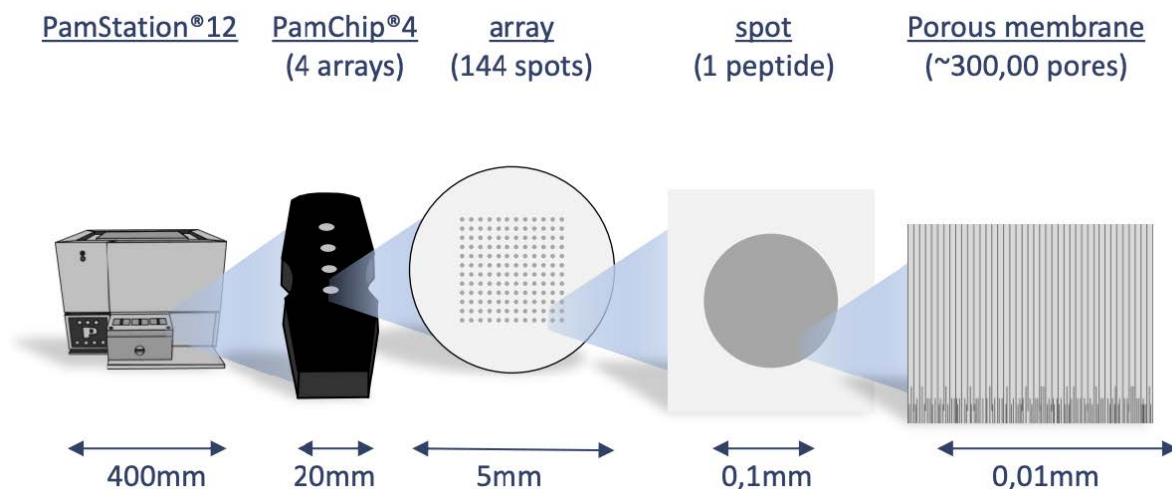 PamStation®12
PamChip®4
(4 arrays)
array
(144 spots)
spot
(1 peptide)
Porous membrane
(~300,00 pores)
P
400mm
20mm
5mm
0,1mm
0,01mm